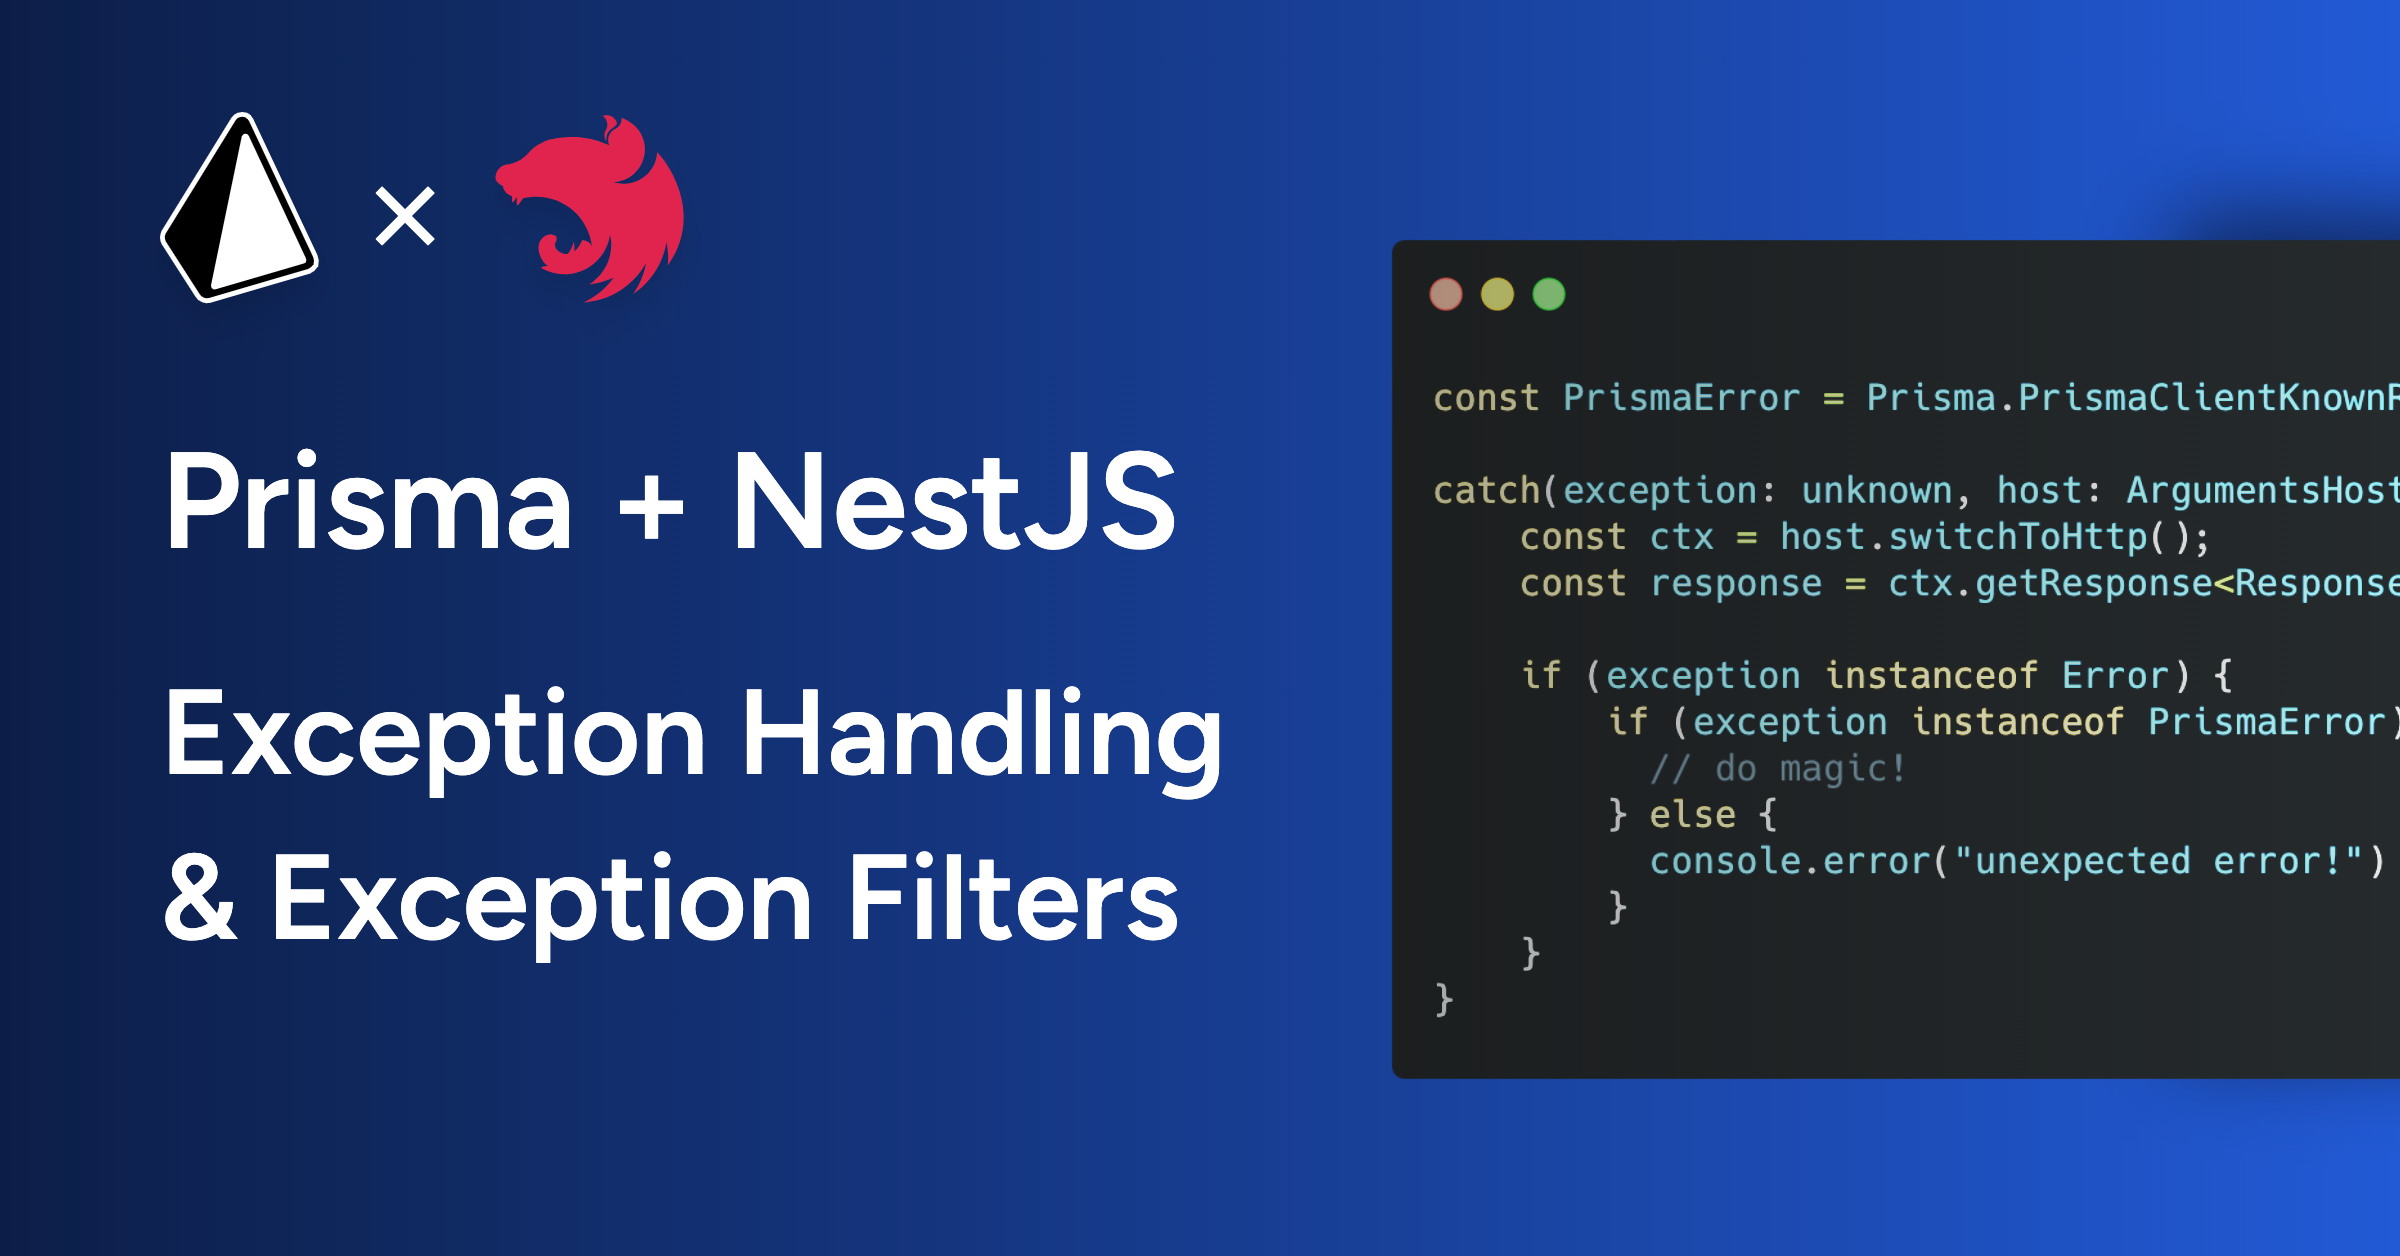 Prisma + NestJS
Exception Handling
& Exception Filters
const PrismaError = Prisma.PrismaClientKnownR
catch(exception: unknown, host: ArgumentsHost
const ctx = host.switchToHttp();
const response = ctx.getResponse<Response
if (exception instanceof Error) {
if (exception instanceof PrismaError)
// do magic!
} else {
console.error("unexpected error!")
}
}
}